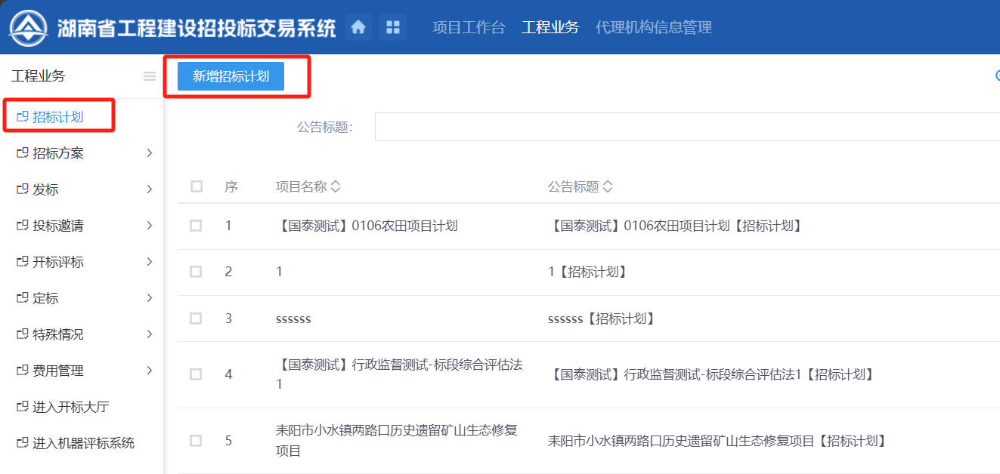 湖南省工程建设招投标交易系统
项目工作台 工程业务 代理机构信息管理
工程业务
新增招标计划
招标计划
招标方案
发标
投标邀请
开标评标
定标
特殊情况
费用管理
进入开标大厅
进入机器评标系统
公告标题：
序 项目名称 公告标题
1 【国泰测试】0106农田项目计划 【国泰测试】0106农田项目计划【招标计划】
2 1 1【招标计划】
3 ssssss ssssss【招标计划】
4 【国泰测试】行政监督测试-标段综合评估法
1
【国泰测试】行政监督测试-标段综合评估法1【招标计划】
5 耒阳市小水镇两路口历史遗留矿山生态修复
项目
耒阳市小水镇两路口历史遗留矿山生态修复项目【招标计划】